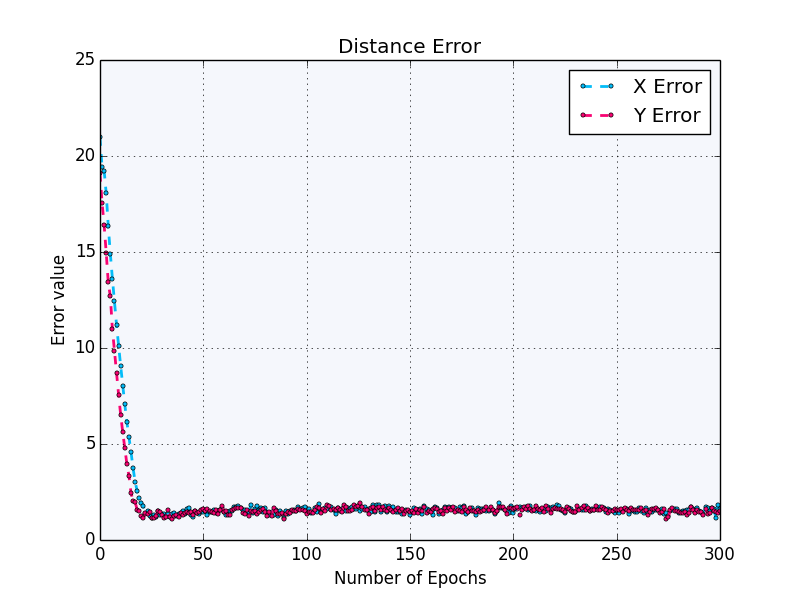 Distance Error
X Error
Y Error
Error value
25
20
15
10
5
0
0 50 100 150 200 250 300
Number of Epochs